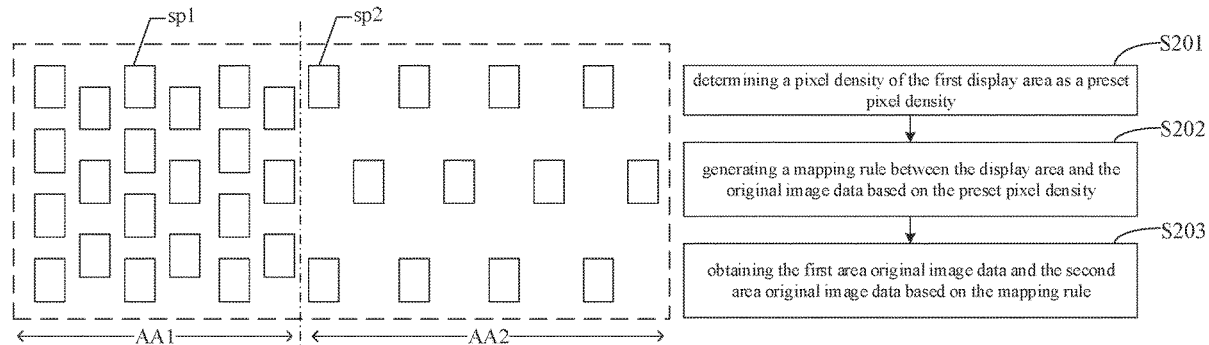 sp1
sp2
AA1
AA2
S201
determining a pixel density of the first display area as a preset
pixel density
S202
generating a mapping rule between the display area and the
original image data based on the preset pixel density
S203
obtaining the first area original image data and the second
area original image data based on the mapping rule